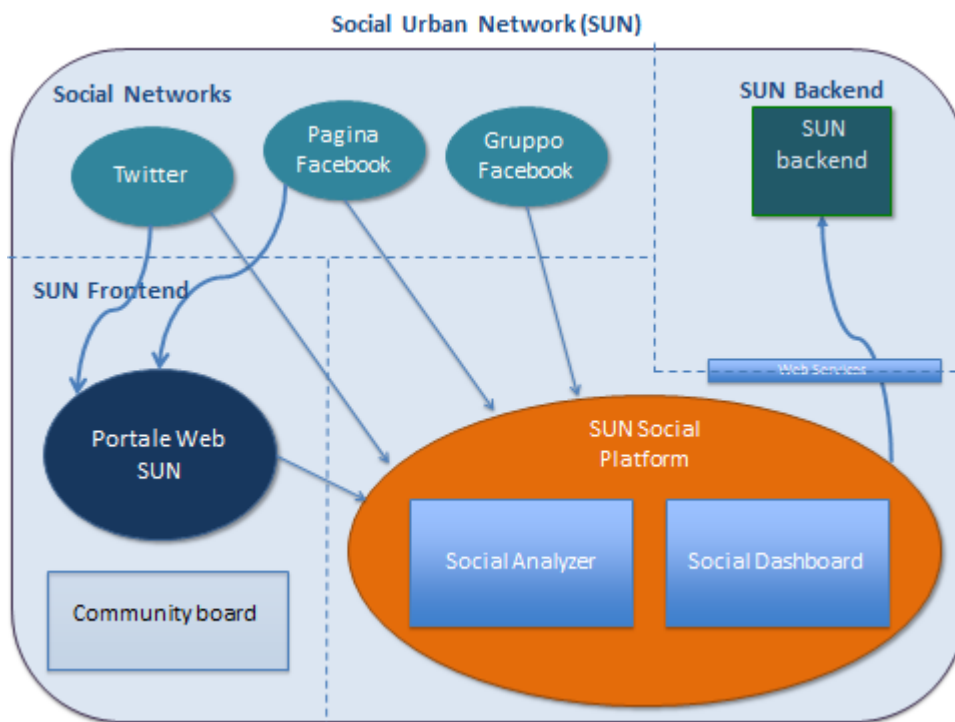 Social Urban Network (SUN)
Social Networks
SUN Backend
Twitter
Pagina
Facebook
Gruppo
Facebook
SUN
backend
SUN Frontend
Web Services
Portale Web
SUN
SUN Social
Platform
Social Analyzer
Social Dashboard
Community board